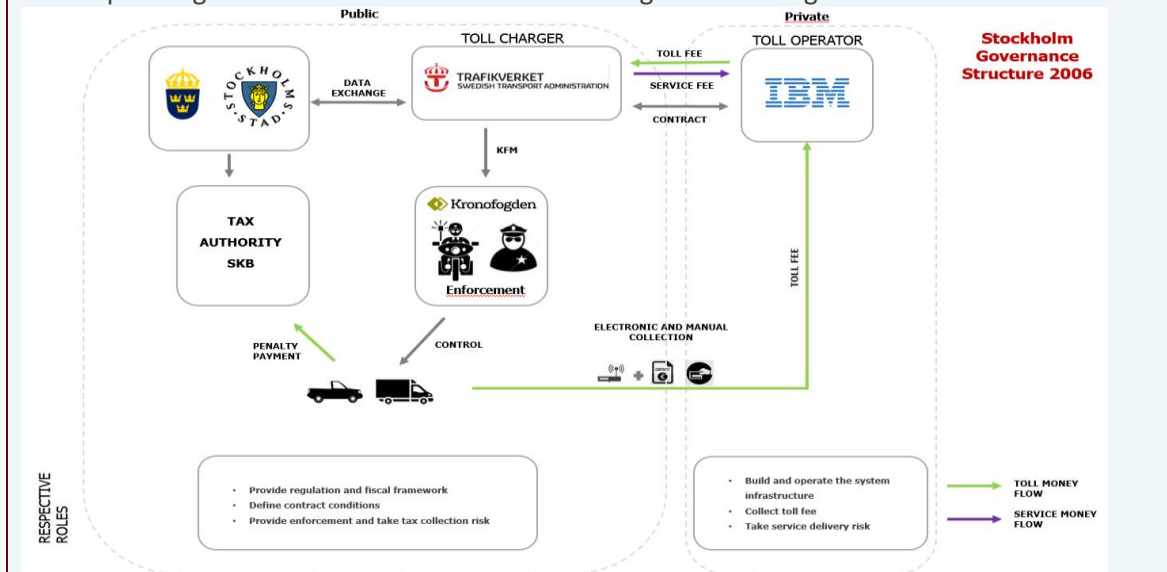 Public
Private
TOLL CHARGER
TOLL OPERATOR
Stockholm
Governance
Structure 2006
STOCKHOLMS
STAD
DATA
EXCHANGE
TRAFIKVERKET
SWEDISH TRANSPORT ADMINISTRATION
TOLL FEE
SERVICE FEE
CONTRACT
IBM
KFM
TAX
AUTHORITY
SKB
Kronofogden
Enforcement
TOLL FEE
PENALTY
PAYMENT
CONTROL
ELECTRONIC AND MANUAL
COLLECTION
RESPECTIVE
ROLES
• Provide regulation and fiscal framework
• Define contract conditions
• Provide enforcement and take tax collection risk
• Build and operate the system
infrastructure
• Collect toll fee
• Take service delivery risk
TOLL MONEY
FLOW
SERVICE MONEY
FLOW